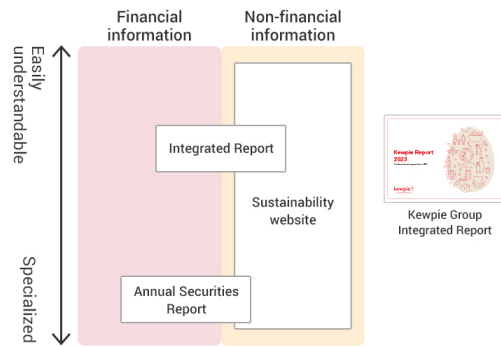 Financial
information
Non-financial
information
Easily
understandable
Specialized
Integrated Report
Sustainability
website
Annual Securities
Report
Kewpie Report
2023
kewpie
Kewpie Group
Integrated Report